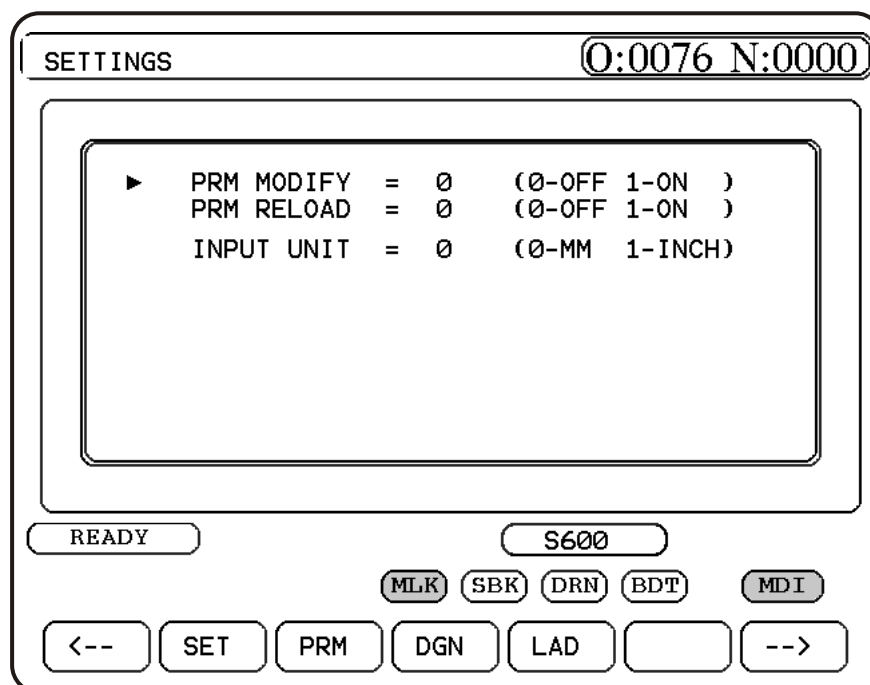 SETTINGS O:0076 N:0000
► PRM MODIFY = 0 (0-OFF 1-ON )
PRM RELOAD = 0 (0-OFF 1-ON )
INPUT UNIT = 0 (0-MM 1-INCH)
READY S600
MLK SBK DRN BDT MDI
<-- SET PRM DGN LAD -->